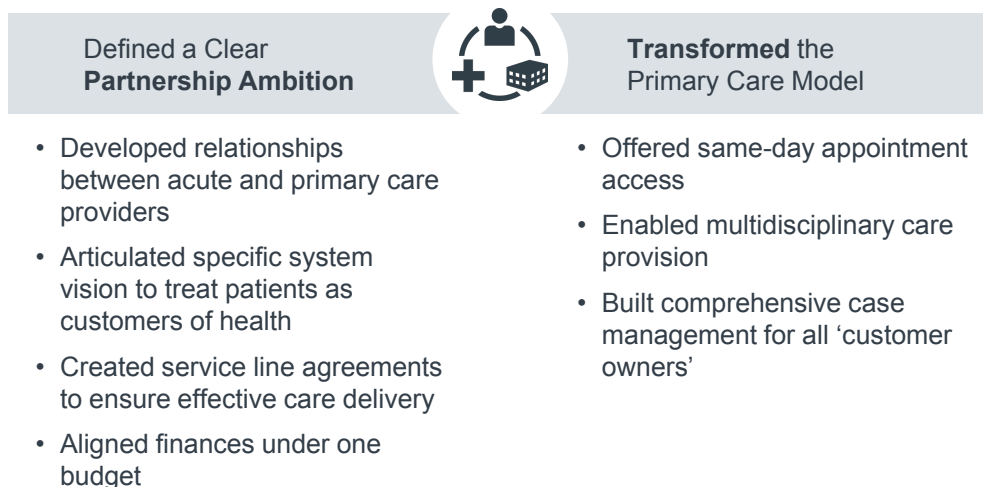 Defined a Clear
Partnership Ambition
• Developed relationships
between acute and primary care
providers
• Articulated specific system
vision to treat patients as
customers of health
• Created service line agreements
to ensure effective care delivery
• Aligned finances under one
budget
Transformed the
Primary Care Model
• Offered same-day appointment
access
• Enabled multidisciplinary care
provision
• Built comprehensive case
management for all ‘customer
owners’